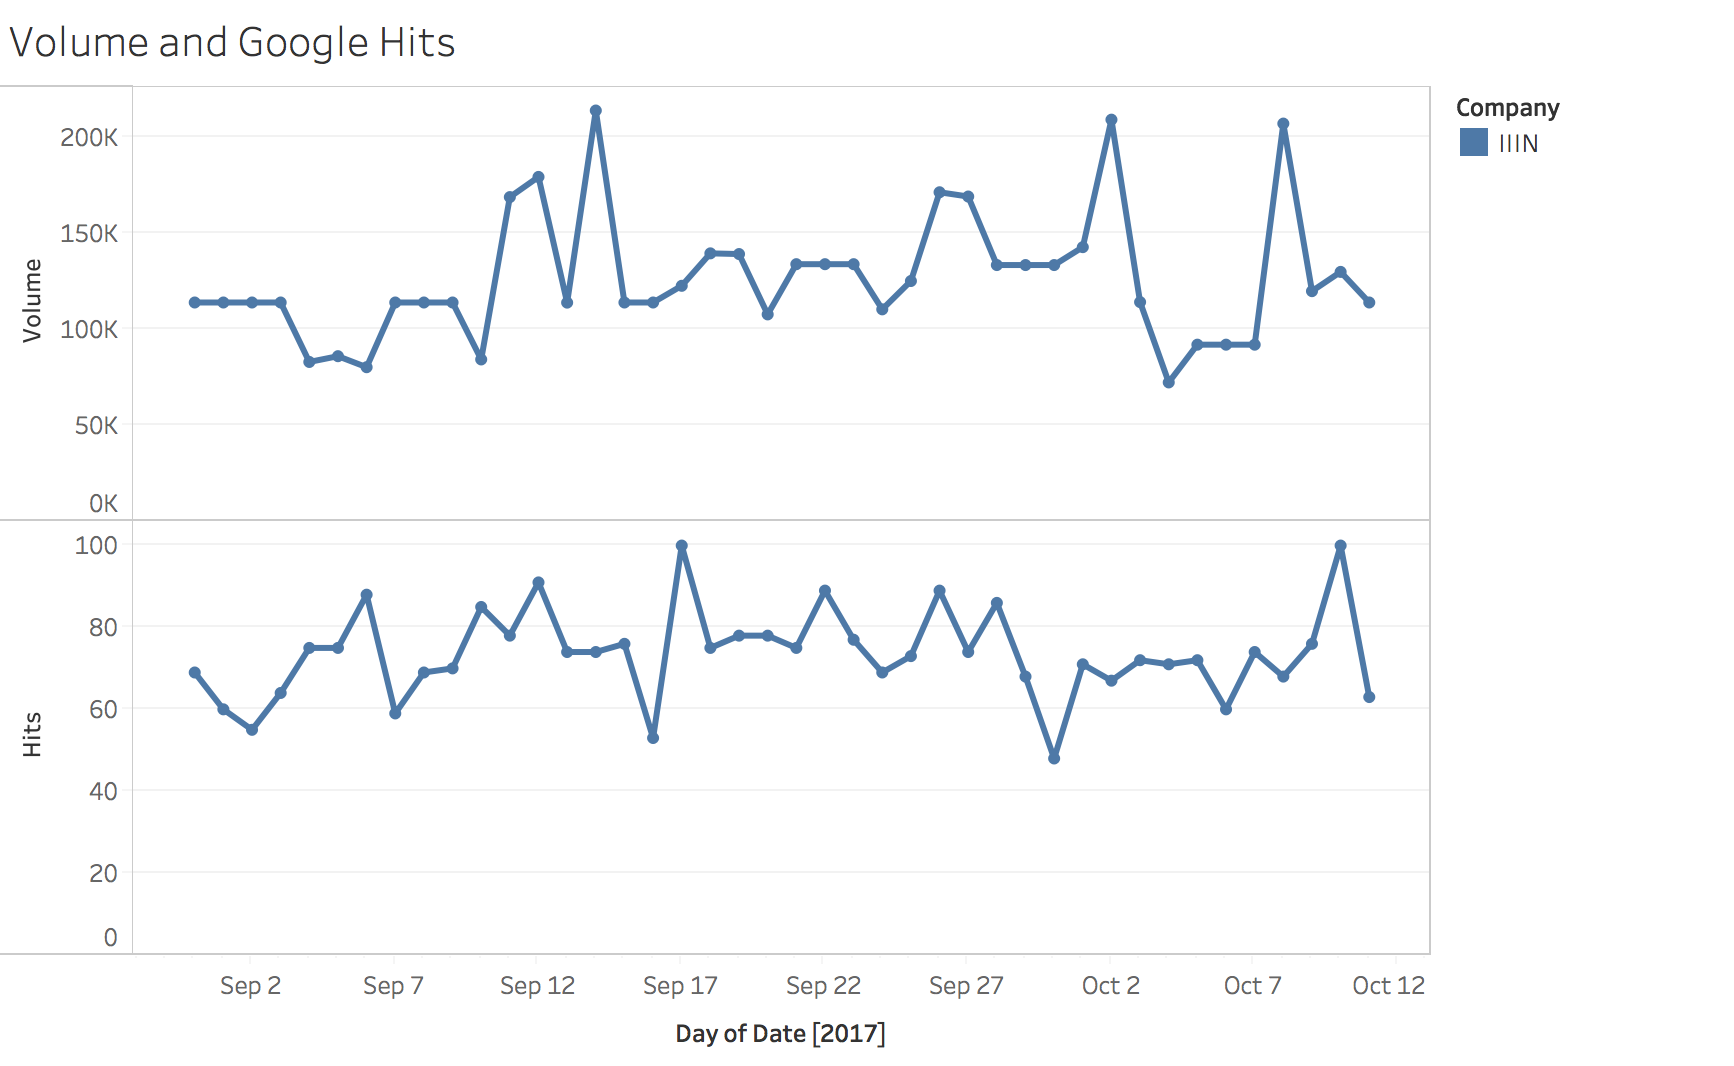 Volume and Google Hits
Company
IIIN
Volume
200K
150K
100K
50K
0K
Hits
100
80
60
40
20
0
Sep 2 Sep 7 Sep 12 Sep 17 Sep 22 Sep 27 Oct 2 Oct 7 Oct 12
Day of Date [2017]